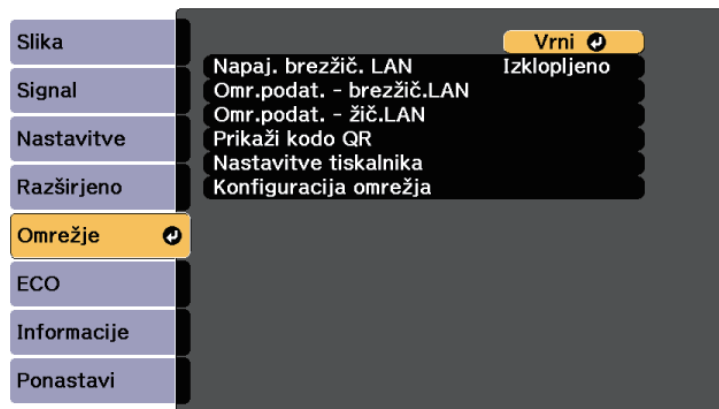 Slika
Signal
Nastavitve
Razširjeno
Omrežje
ECO
Informacije
Ponastavi
Vrni
Napaj. brezžič. LAN Izklopljeno
Omr.podat. - brezžič.LAN
Omr.podat. - žič.LAN
Prikaži kodo QR
Nastavitve tiskalnika
Konfiguracija omrežja